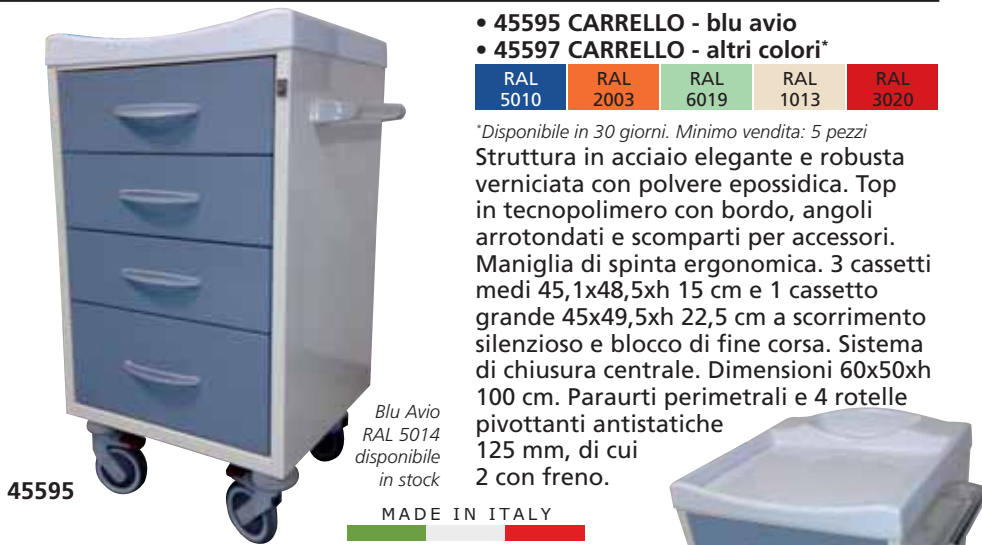 • 45595 CARRELLO - blu avio
• 45597 CARRELLO - altri colori*
RAL 5010 RAL 2003 RAL 6019 RAL 1013 RAL 3020
*Disponibile in 30 giorni. Minimo vendita: 5 pezzi
Struttura in acciaio elegante e robusta
verniciata con polvere epossidica. Top
in tecnopolimero con bordo, angoli
arrotondati e scomparti per accessori.
Maniglia di spinta ergonomica. 3 cassetti
medi 45,1x48,5xh 15 cm e 1 cassetto
grande 45x49,5xh 22,5 cm a scorrimento
silenzioso e blocco di fine corsa. Sistema
di chiusura centrale. Dimensioni 60x50xh
100 cm. Paraurti perimetrali e 4 rotelle
pivottanti antistatiche
125 mm, di cui
2 con freno.
Blu Avio
RAL 5014
disponibile
in stock
45595
MADE IN ITALY